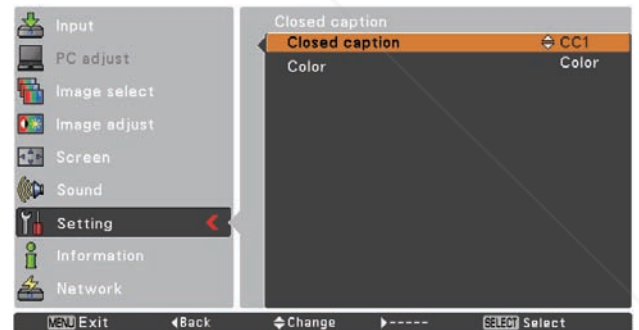 Input
PC adjust
Image select
Image adjust
Screen
Sound
Setting
Information
Network
Closed caption
Closed caption CC1
Color Color
MENU Exit Back Change ----- SELECT Select